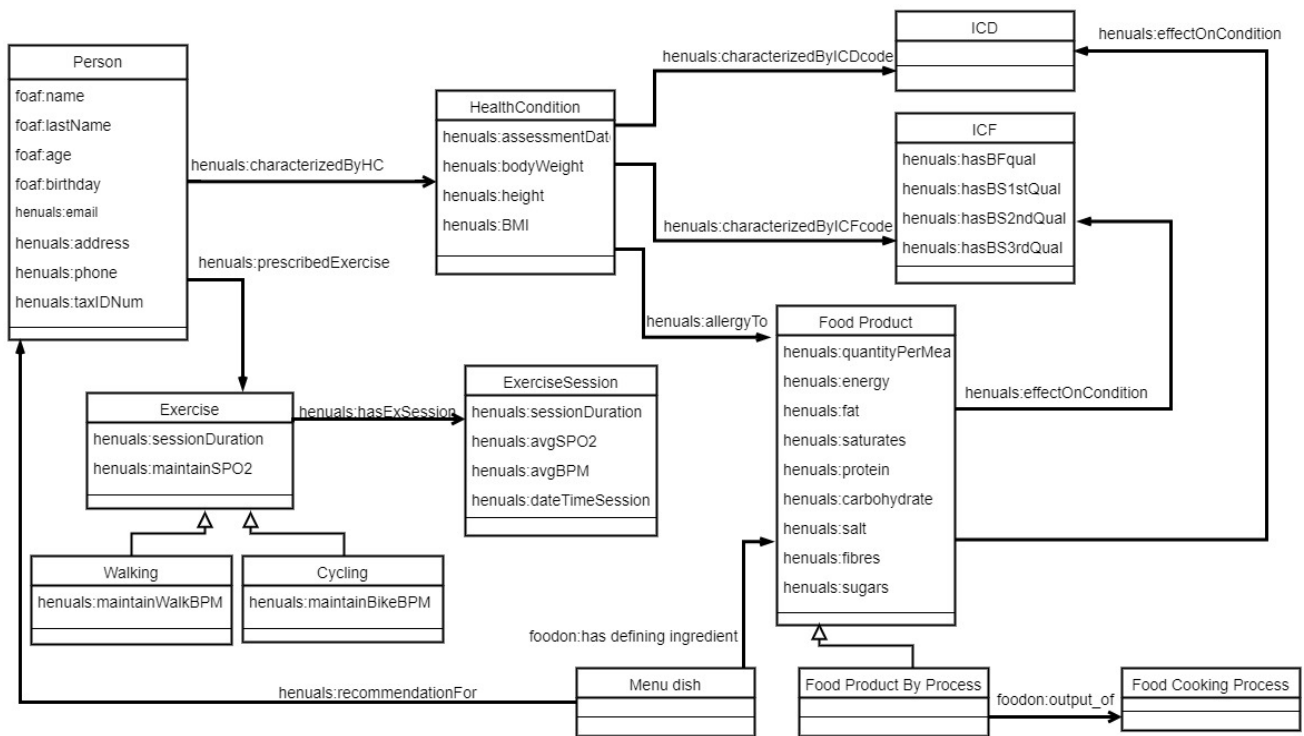 Person
foaf:name
foaf:lastName
foaf:age
foaf:birthday
henuals:email
henuals:address
henuals:phone
henuals:taxIDNum
henuals:characterizedByHC
henuals:prescribedExercise
HealthCondition
henuals:assessmentDat
henuals:bodyWeight
henuals:height
henuals:BMI
henuals:characterizedByICDcode
henuals:characterizedByICFcode
henuals:allergyTo
ICD
henuals:effectOnCondition
ICF
henuals:hasBFqual
henuals:hasBS1stQual
henuals:hasBS2ndQual
henuals:hasBS3rdQual
Exercise
henuals:sessionDuration
henuals:maintainSPO2
henuals:hasExSession
ExerciseSession
henuals:sessionDuration
henuals:avgSPO2
henuals:avgBPM
henuals:dateTimeSession
Walking
henuals:maintainWalkBPM
Cycling
henuals:maintainBikeBPM
Food Product
henuals:quantityPerMea
henuals:energy
henuals:fat
henuals:saturates
henuals:protein
henuals:carbohydrate
henuals:salt
henuals:fibres
henuals:sugars
henuals:effectOnCondition
foodon:has defining ingredient
henuals:recommendationFor
Menu dish
Food Product By Process
foodon:output_of
Food Cooking Process